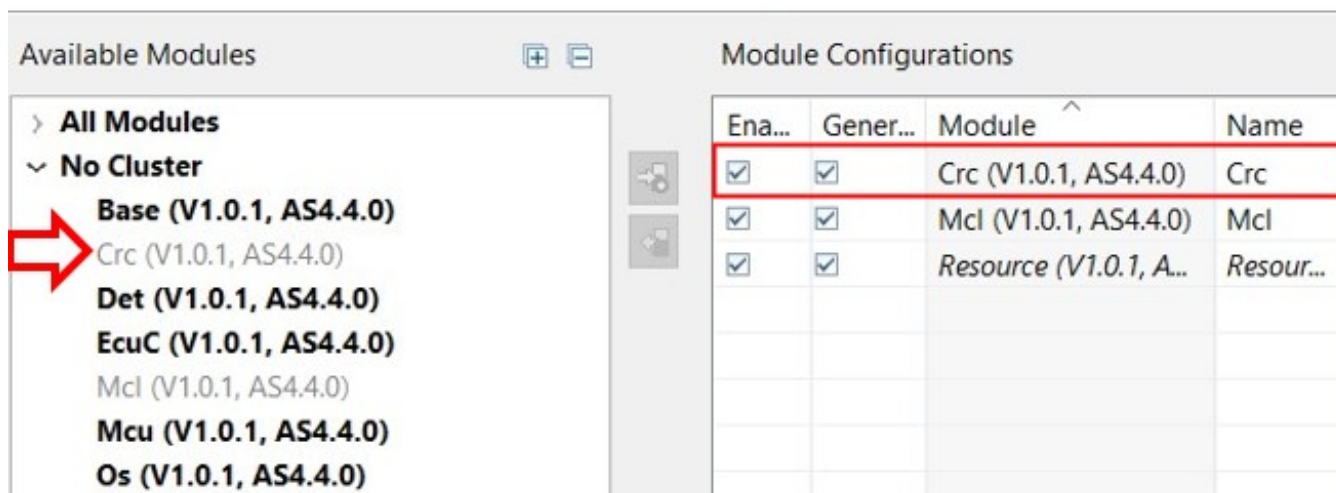 Available Modules
All Modules
No Cluster
Base (V1.0.1, AS4.4.0)
Crc (V1.0.1, AS4.4.0)
Det (V1.0.1, AS4.4.0)
EcuC (V1.0.1, AS4.4.0)
Mcl (V1.0.1, AS4.4.0)
Mcu (V1.0.1, AS4.4.0)
Os (V1.0.1, AS4.4.0)
Module Configurations
Ena... Gener... Module Name
Crc (V1.0.1, AS4.4.0) Crc
Mcl (V1.0.1, AS4.4.0) Mcl
Resource (V1.0.1, A... Resour...